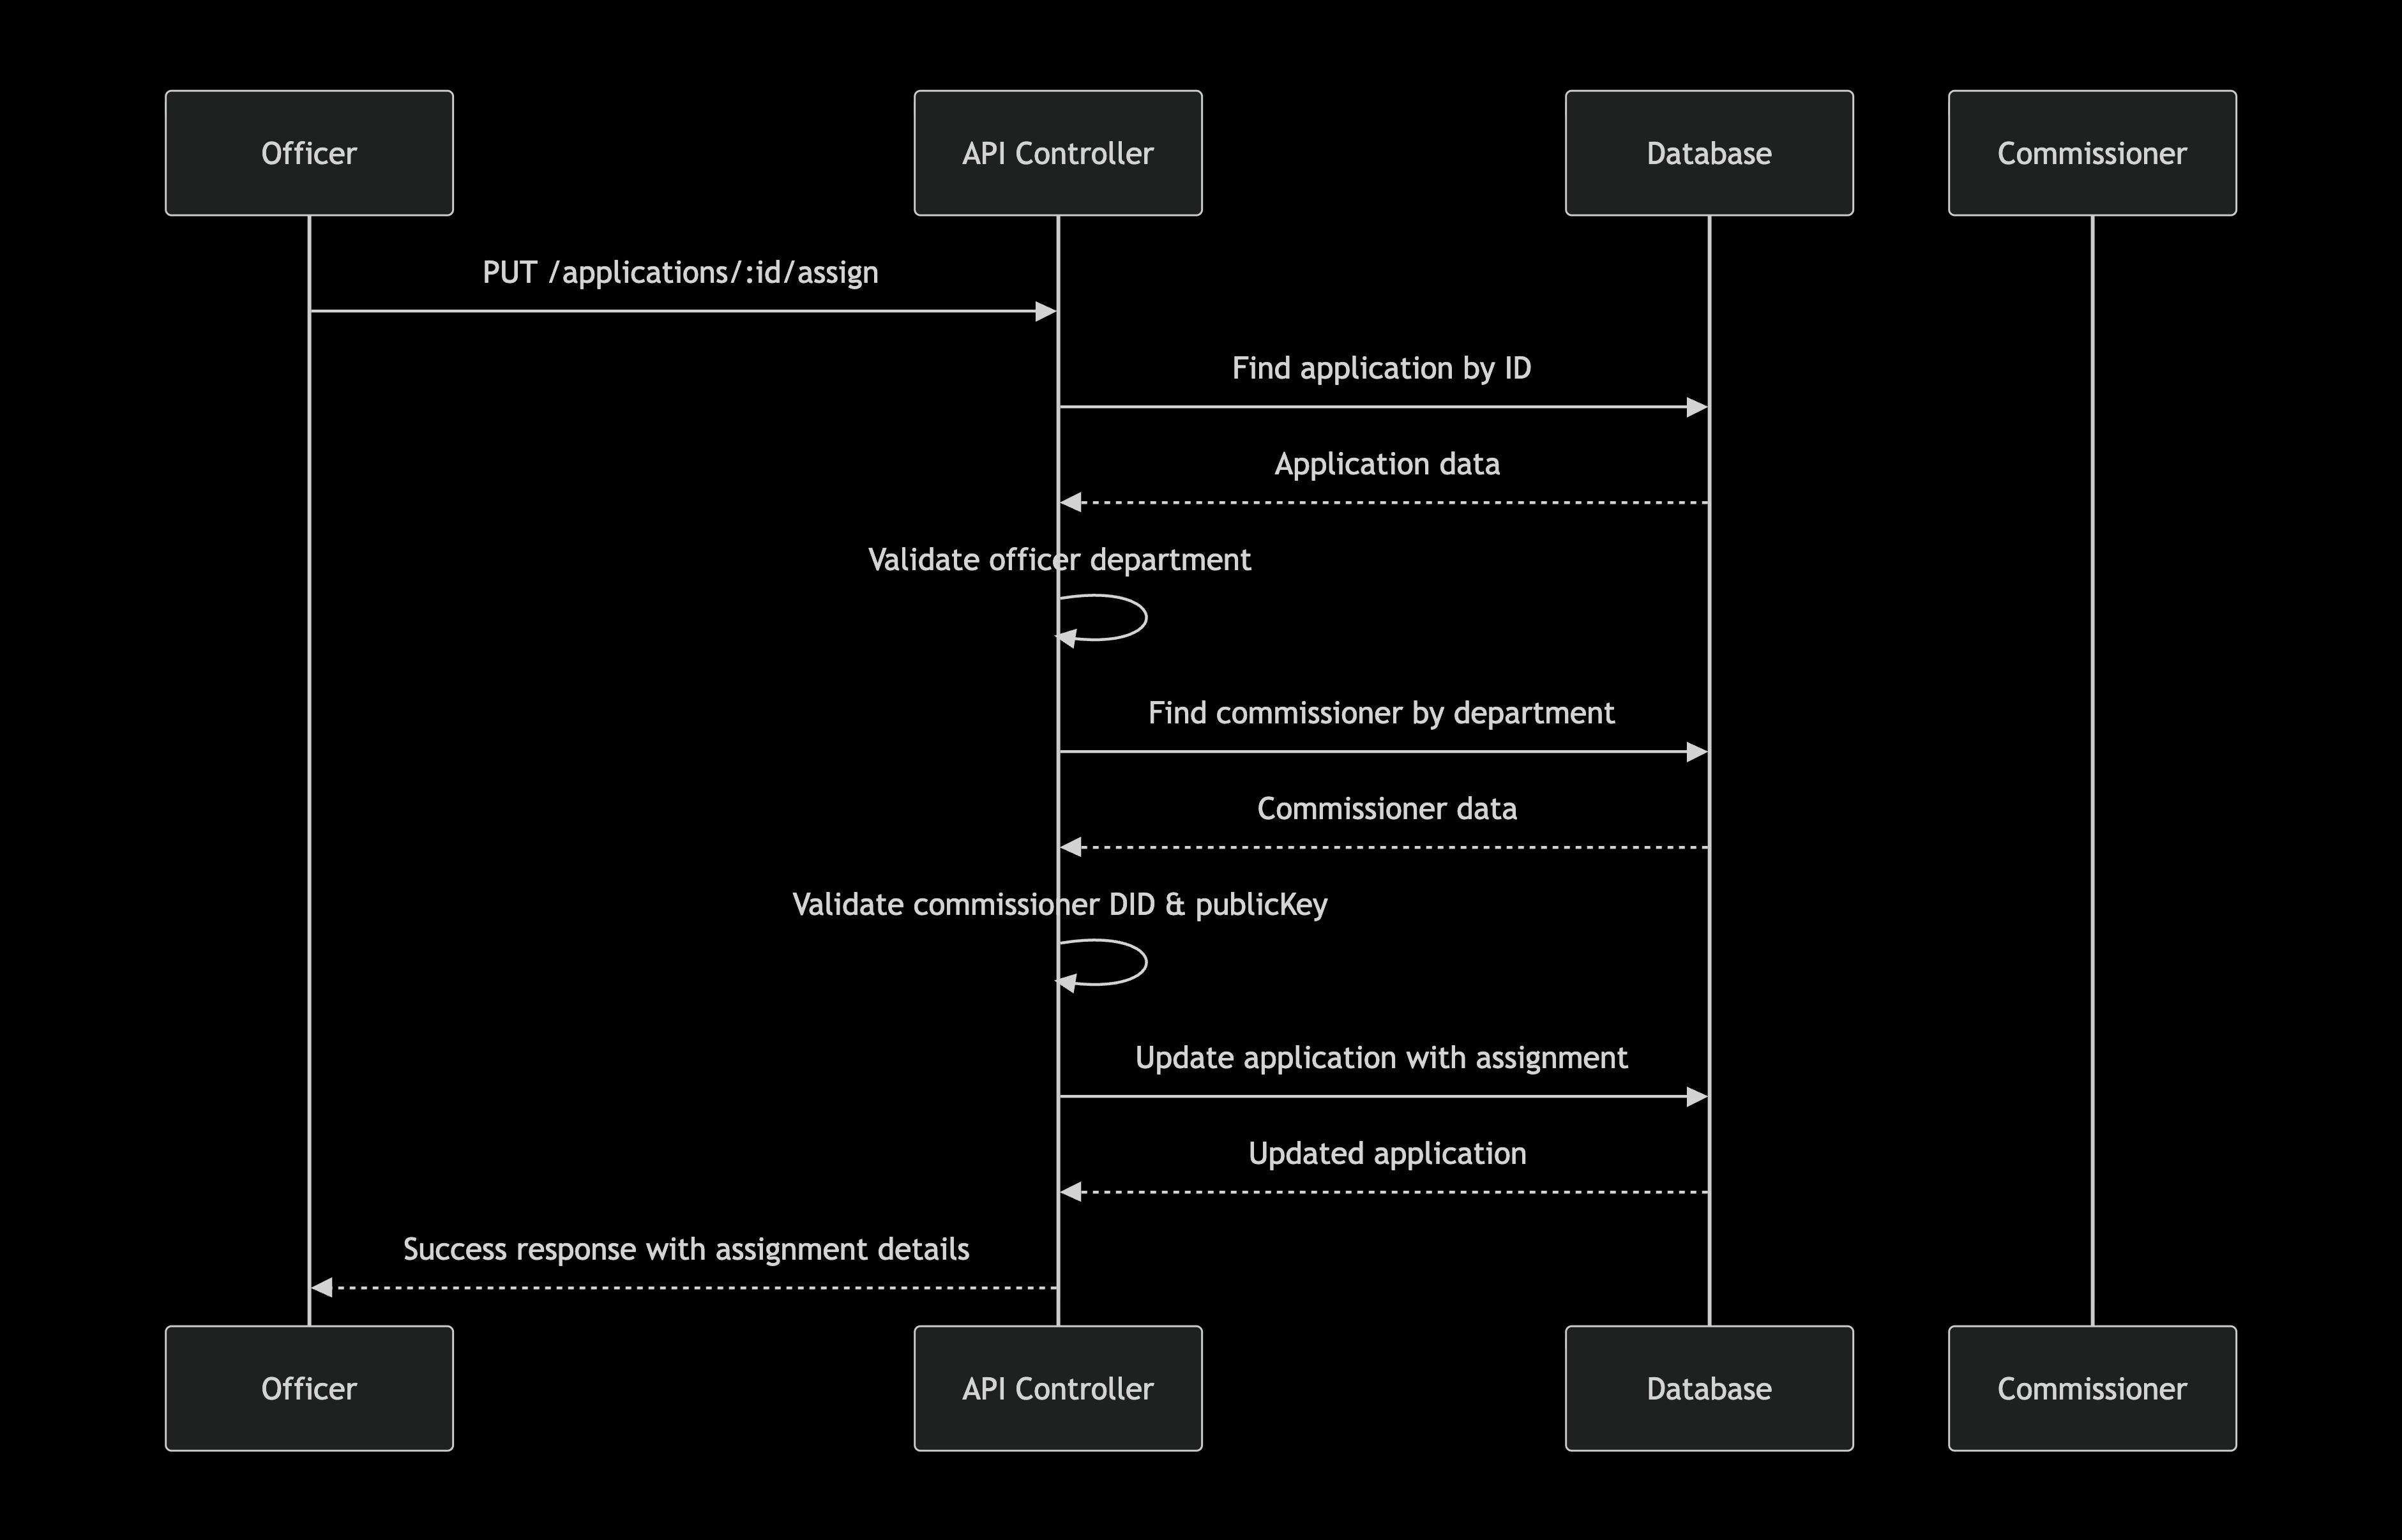 Officer
API Controller
Database
Commissioner
PUT /applications/:id/assign
Find application by ID
Application data
Validate officer department
Find commissioner by department
Commissioner data
Validate commissioner DID & publicKey
Update application with assignment
Updated application
Success response with assignment details
Officer
API Controller
Database
Commissioner